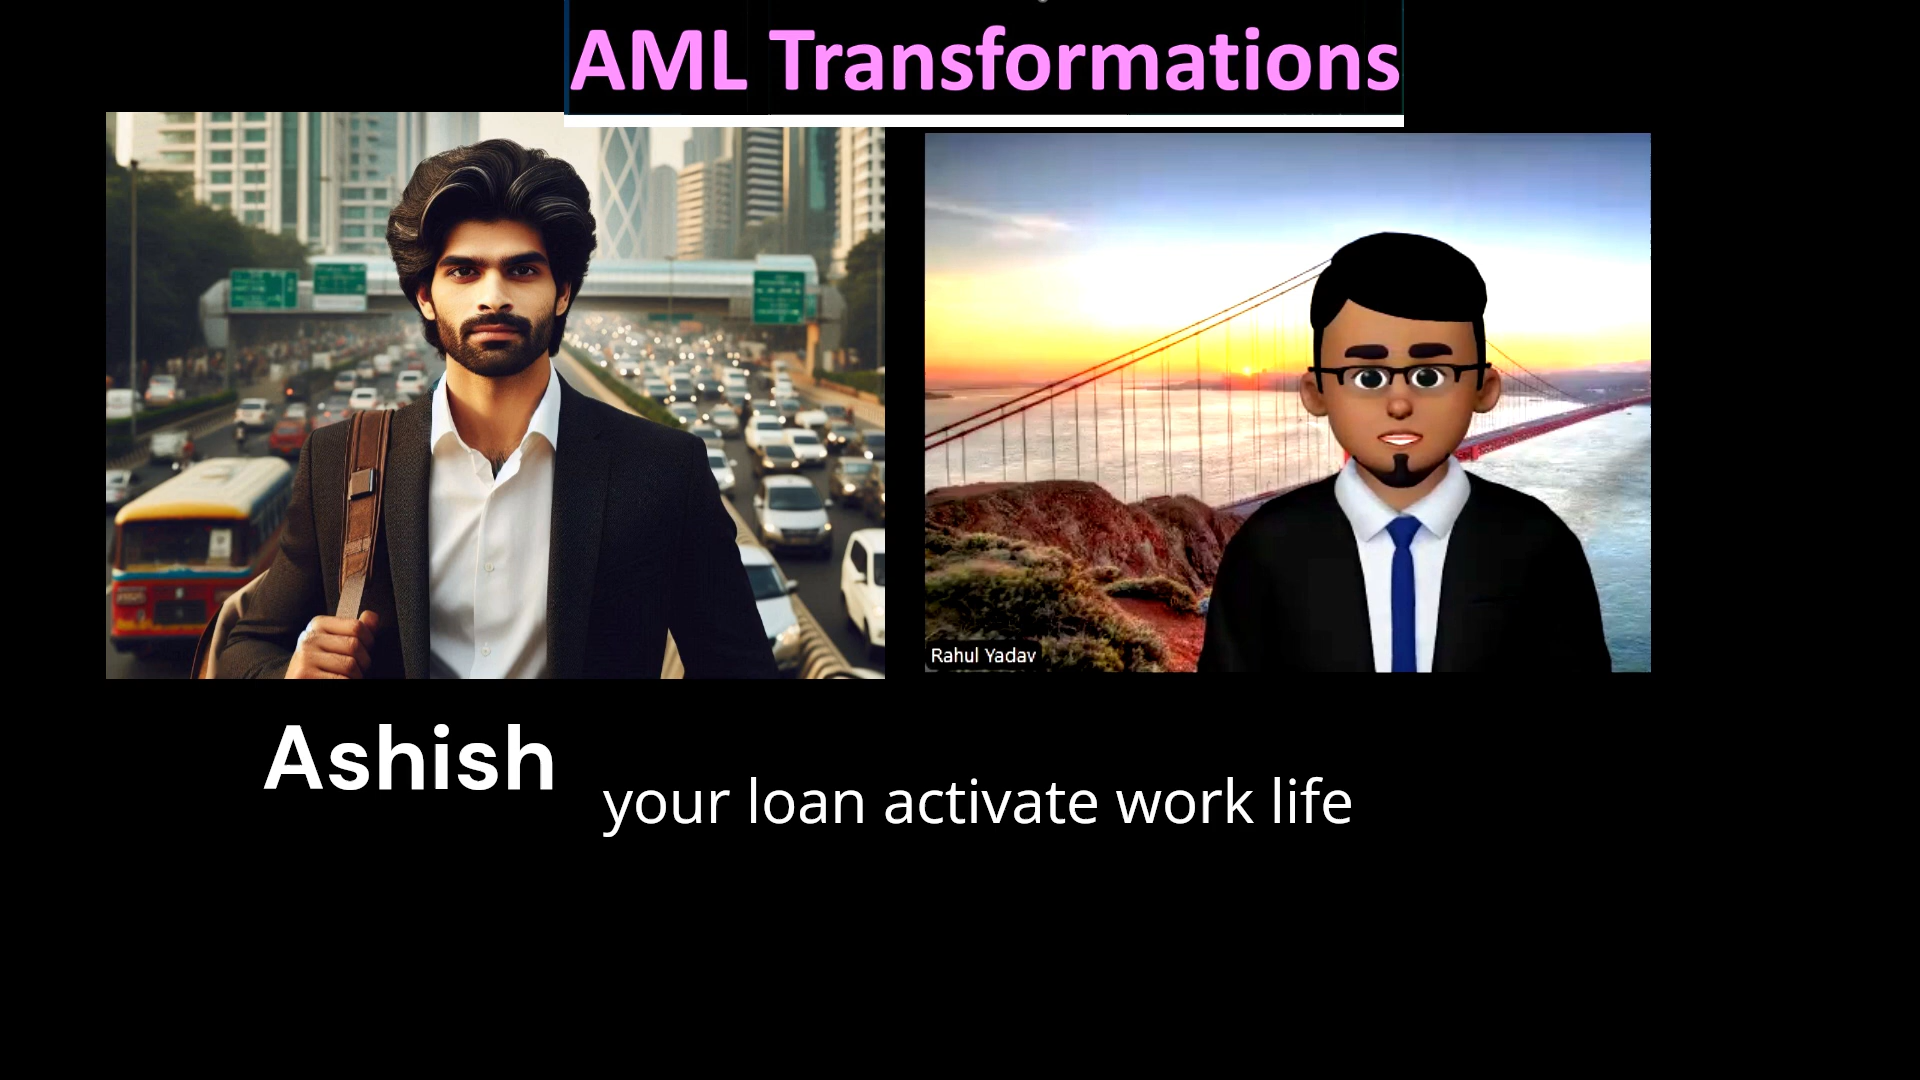 AML Transformations
Rahul Yadav
Ashish
your loan activate work life